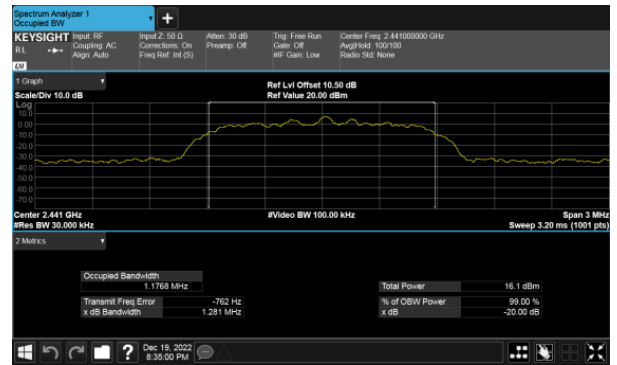 Spectrum Analyzer 1
Occupied BW
KEYSIGHT Input: RF Input Z: 50 Ω Atten: 30 dB Trig: Free Run Center Freq: 2.441000000 GHz
R L Coupling: AC Corrections: On Preamp: Off Gate: Off Avg|Hold: 100/100
Align: Auto Freq Ref: Int (S) #IF Gain: Low Radio Std: None
LXI
1 Graph
Ref Lvl Offset 10.50 dB
Scale/Div 10.0 dB Ref Value 20.00 dBm
Log
10.0
0.00
-10.0
-20.0
-30.0
-40.0
-50.0
-60.0
-70.0
Center 2.441 GHz #Video BW 100.00 kHz Span 3 MHz
#Res BW 30.000 kHz Sweep 3.20 ms (1001 pts)
2 Metrics
Occupied Bandwidth
1.1768 MHz Total Power 16.1 dBm
Transmit Freq Error -762 Hz % of OBW Power 99.00 %
x dB Bandwidth 1.281 MHz x dB -20.00 dB
? Dec 19, 2022
8:35:00 PM